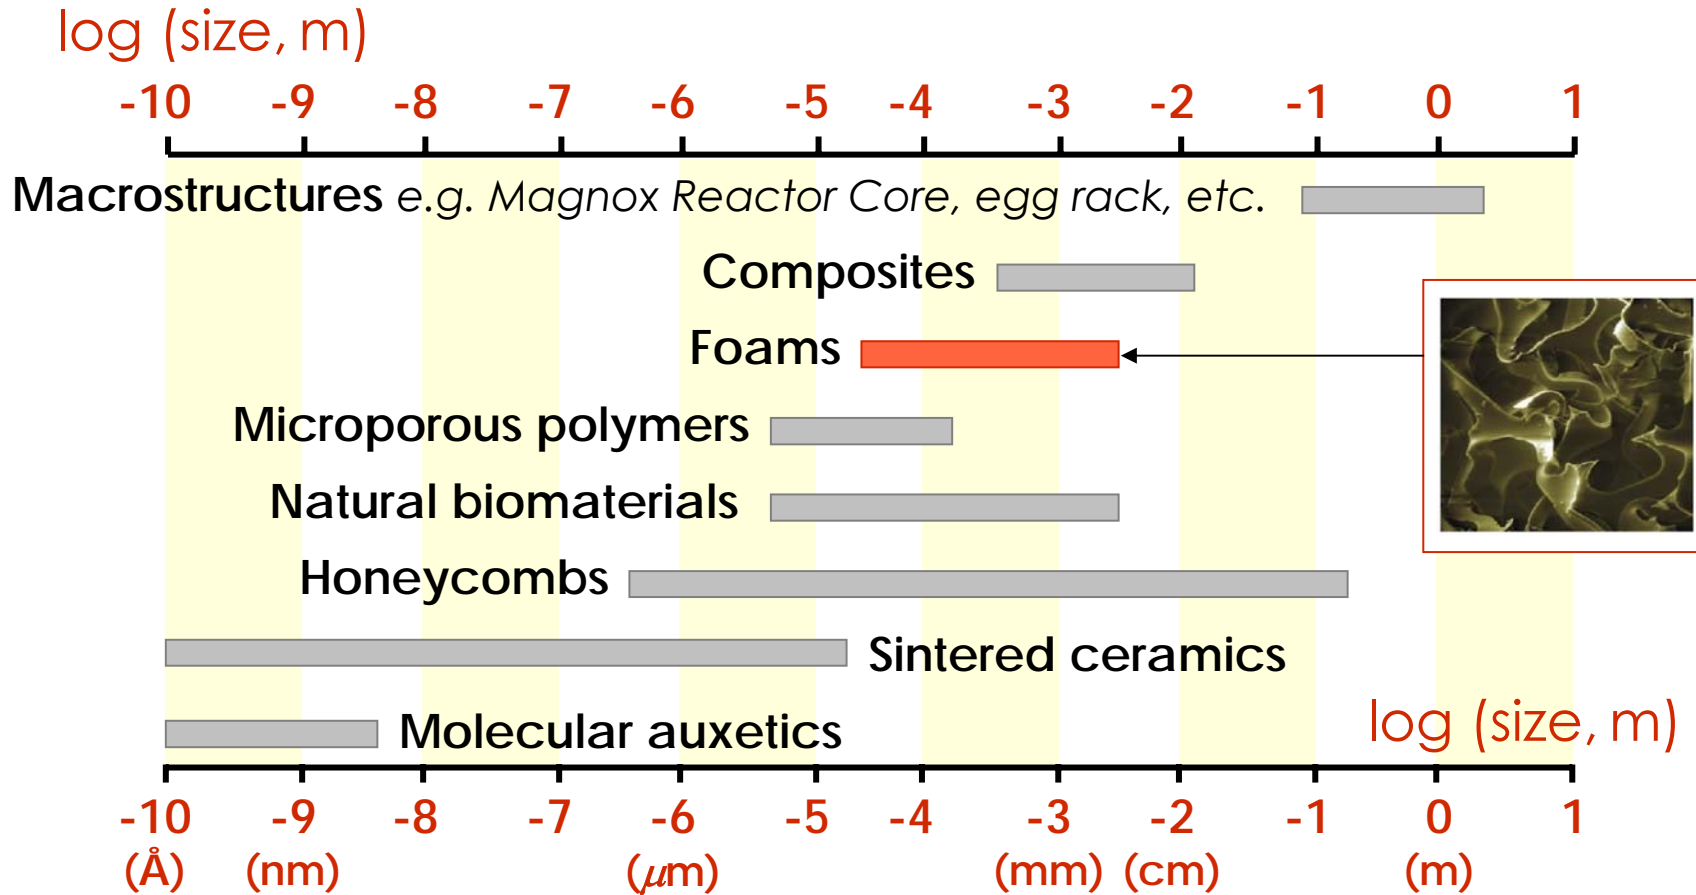 log (size, m)
-10 -9 -8 -7 -6 -5 -4 -3 -2 -1 0 1
Macrostructures e.g. Magnox Reactor Core, egg rack, etc.
Composites
Foams
Microporous polymers
Natural biomaterials
Honeycombs
Sintered ceramics
Molecular auxetics
log (size, m)
-10 -9 -8 -7 -6 -5 -4 -3 -2 -1 0 1
(Å) (nm) (μm) (mm) (cm) (m)